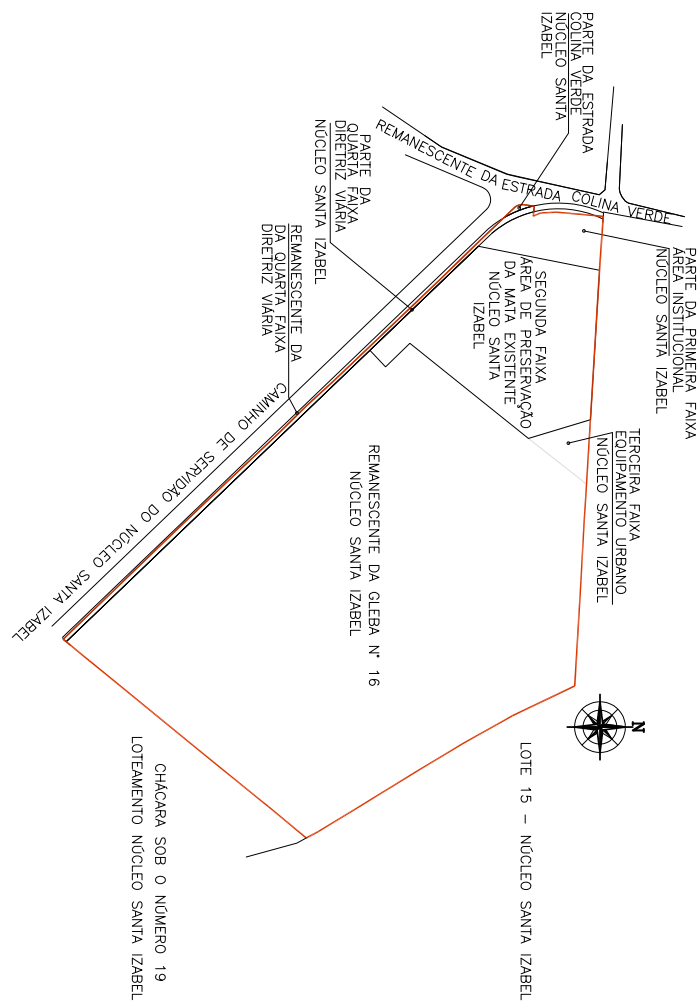 PARTE DA ESTRADA
COLINA VERDE
NÚCLEO SANTA
IZABEL
REMANESCENTE DA ESTRADA COLINA VERDE
PARTE DA PRIMEIRA FAIXA
ÁREA INSTITUCIONAL
NÚCLEO SANTA IZABEL
PARTE DA
QUARTA FAIXA
DIRETRIZ VIÁRIA
NÚCLEO SANTA IZABEL
REMANESCENTE DA
DA QUARTA FAIXA
DIRETRIZ VIÁRIA
SEGUNDA FAIXA
ÁREA DE PRESERVAÇÃO
DA MATA EXISTENTE
NÚCLEO SANTA
IZABEL
TERCEIRA FAIXA
EQUIPAMENTO URBANO
NÚCLEO SANTA IZABEL
CAMINHO DE SERVIDÃO DO NÚCLEO SANTA IZABEL
REMANESCENTE DA GLEBA N° 16
NÚCLEO SANTA IZABEL
N
LOTE 15 – NÚCLEO SANTA IZABEL
CHÁCARA SOB O NÚMERO 19
LOTEAMENTO NÚCLEO SANTA IZABEL